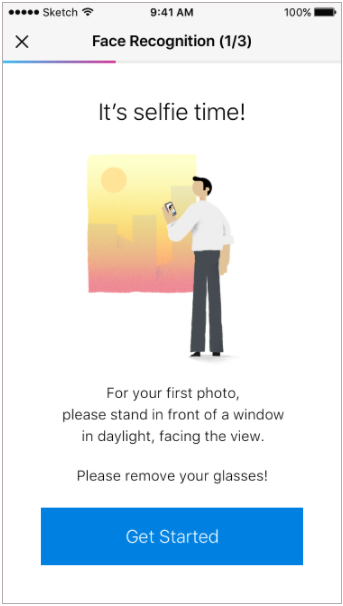 Sketch 9:41 AM 100%
Face Recognition (1/3)
It's selfie time!
For your first photo,
please stand in front of a window
in daylight, facing the view.
Please remove your glasses!
Get Started